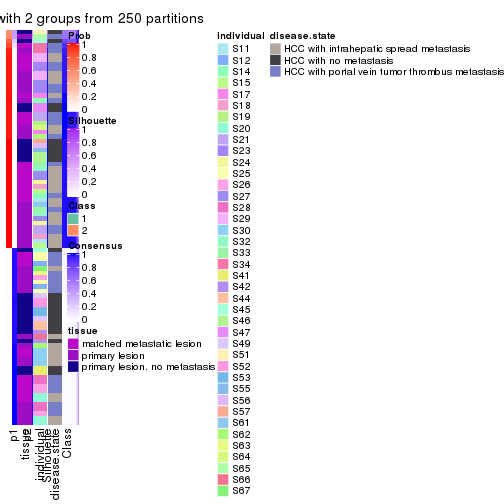 with 2 groups from 250 partitions
Prob
1
0.8
0.6
0.4
0.2
0
Silhouette
1
0.8
0.6
0.4
0.2
0
Class
1
2
Consensus
1
0.8
0.6
0.4
0.2
0
tissue
matched metastatic lesion
primary lesion
primary lesion, no metastasis
individual
S11
S12
S14
S15
S17
S18
S19
S20
S21
S23
S24
S25
S26
S27
S28
S29
S30
S32
S33
S34
S41
S42
S44
S45
S46
S47
S49
S51
S52
S53
S55
S56
S57
S61
S62
S63
S64
S65
S66
S67
disease.state
HCC with intrahepatic spread metastasis
HCC with no metastasis
HCC with portal vein tumor thrombus metastasis
p1
p2
tissue
individual
Silhouette
disease.state
Class